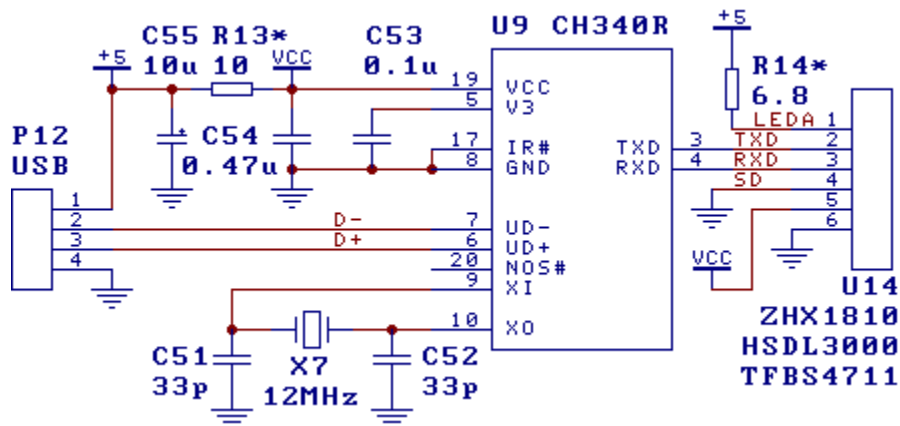 U9 CH340R
+5
C55 R13* C53
+5 VCC
10u 10 0.1u
R14*
6.8
19 VCC
5 V3
LEDA 1
P12
USB
C54
0.47u
17 IR#
8 GND
TXD 3 TXD 2
RXD 4 RXD 3
SD 4
5
6
1
2 D- 7 UD-
3 D+ 6 UD+
4
20 NOS#
9 XI
VCC
10 XO
U14
ZHX1810
HSDL3000
TFBS4711
C51
33p
X7
12MHz
C52
33p